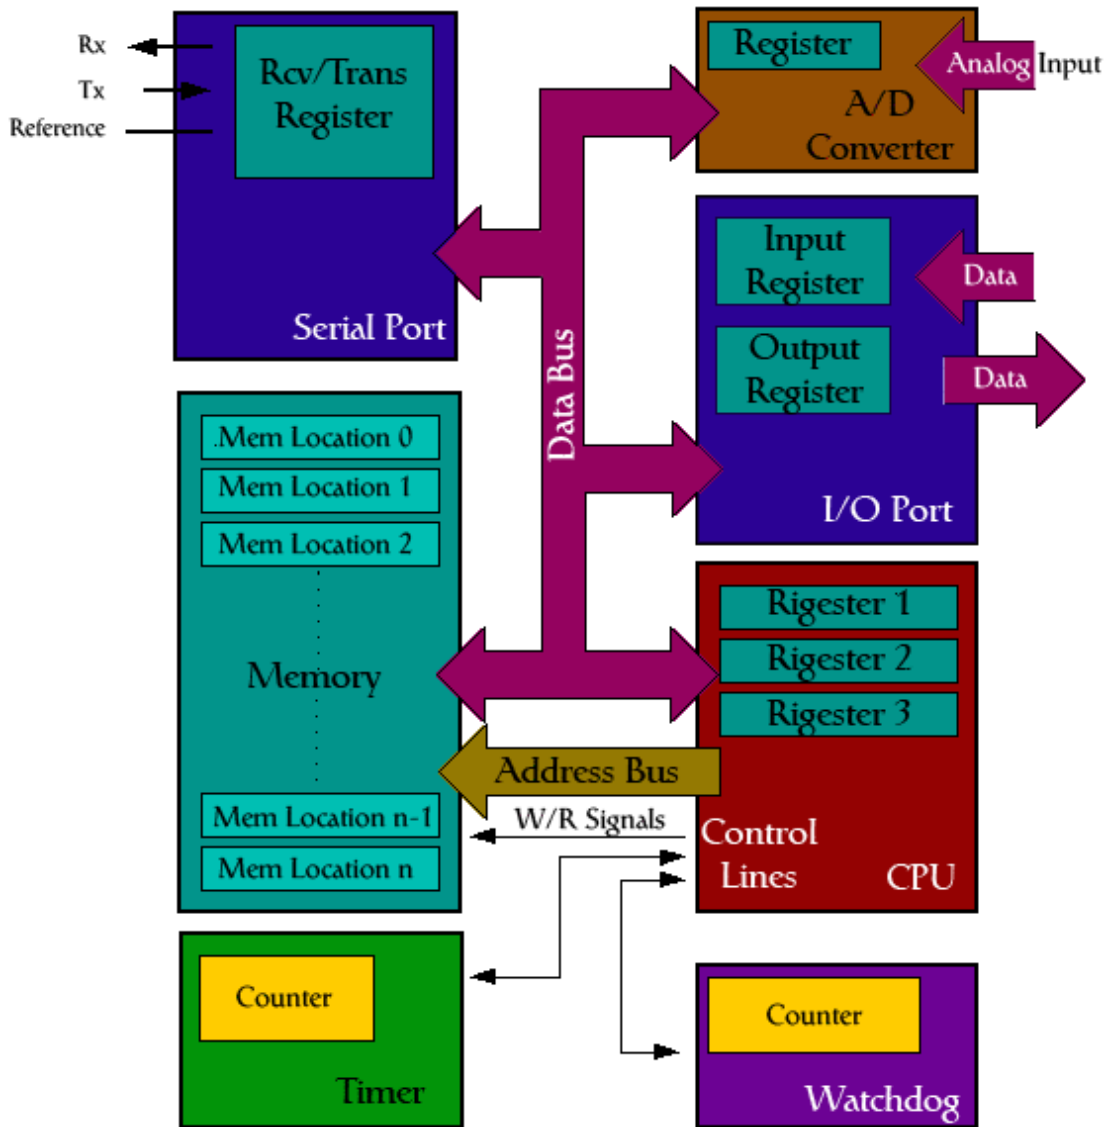 Rx
Tx
Reference
Rcv/Trans
Register
Serial Port
Register
Analog Input
A/D
Converter
Input
Register
Data
Output
Register
Data
I/O Port
Data Bus
.Mem Location 0
Mem Location 1
Mem Location 2
Memory
Mem Location n-1
Mem Location n
Rigester 1
Rigester 2
Rigester 3
Address Bus
W/R Signals
Control
Lines
CPU
Counter
Timer
Counter
Watchdog